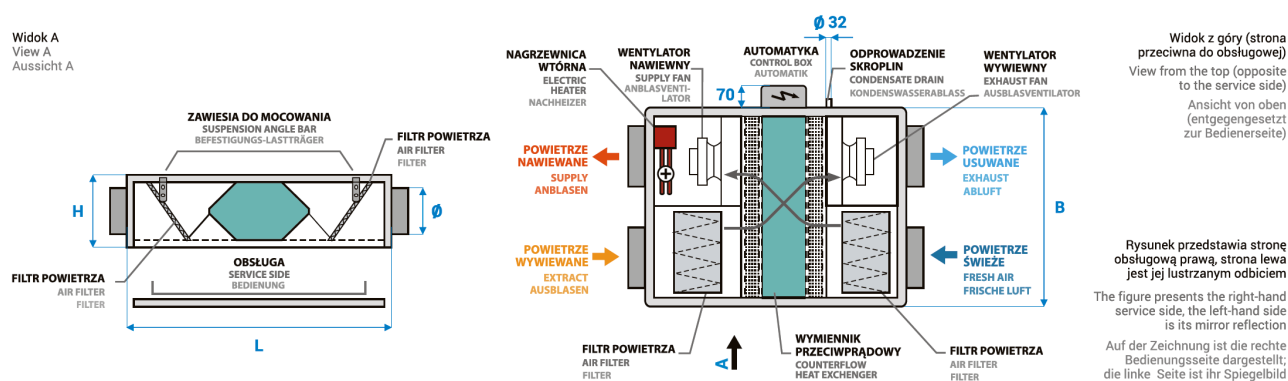 Widok A
View A
Aussicht A
ZAWIESIA DO MOCOWANIA
SUSPENSION ANGLE BAR
BEFESTIGUNGS-LASTTRÄGER
FILTR POWIETRZA
AIR FILTER
FILTER
H
Ø
FILTR POWIETRZA
AIR FILTER
FILTER
OBSŁUGA
SERVICE SIDE
BEDIENUNG
L
NAGRZEWNICA
WTÓRNA
ELECTRIC
HEATER
NACHHEIZER
WENTYLATOR
NAWIEWNY
SUPPLY FAN
ANBLASVENTI-
LATOR
70
AUTOMATYKA
CONTROL BOX
AUTOMATIK
Ø 32
ODPROWADZENIE
SKROPLIN
CONDENSATE DRAIN
KONDENSWASSERABLASS
WENTYLATOR
WYWIEWNY
EXHAUST FAN
AUSBLASVENTILATOR
POWIETRZE
NAWIEWANE
SUPPLY
ANBLASEN
POWIETRZE
USUWANE
EXHAUST
ABLUFT
B
POWIETRZE
WYWIEWANE
EXTRACT
AUSBLASEN
POWIETRZE
ŚWIEŻE
FRESH AIR
FRISCHE LUFT
FILTR POWIETRZA
AIR FILTER
FILTER
A
WYMIENNIK
PRZECIWPRĄDOWY
COUNTERFLOW
HEAT EXCHENGER
FILTR POWIETRZA
AIR FILTER
FILTER
Widok z góry (strona
przeciwna do obsługowej)
View from the top (opposite
to the service side)
Ansicht von oben
(entgegengesetzt
zur Bedienerseite)
Rysunek przedstawia stronę
obsługową prawą, strona lewa
jest jej lustrzanym odbiciem
The figure presents the right-hand
service side, the left-hand side
is its mirror reflection
Auf der Zeichnung ist die rechte
Bedienungsseite dargestellt;
die linke Seite ist ihr Spiegelbild